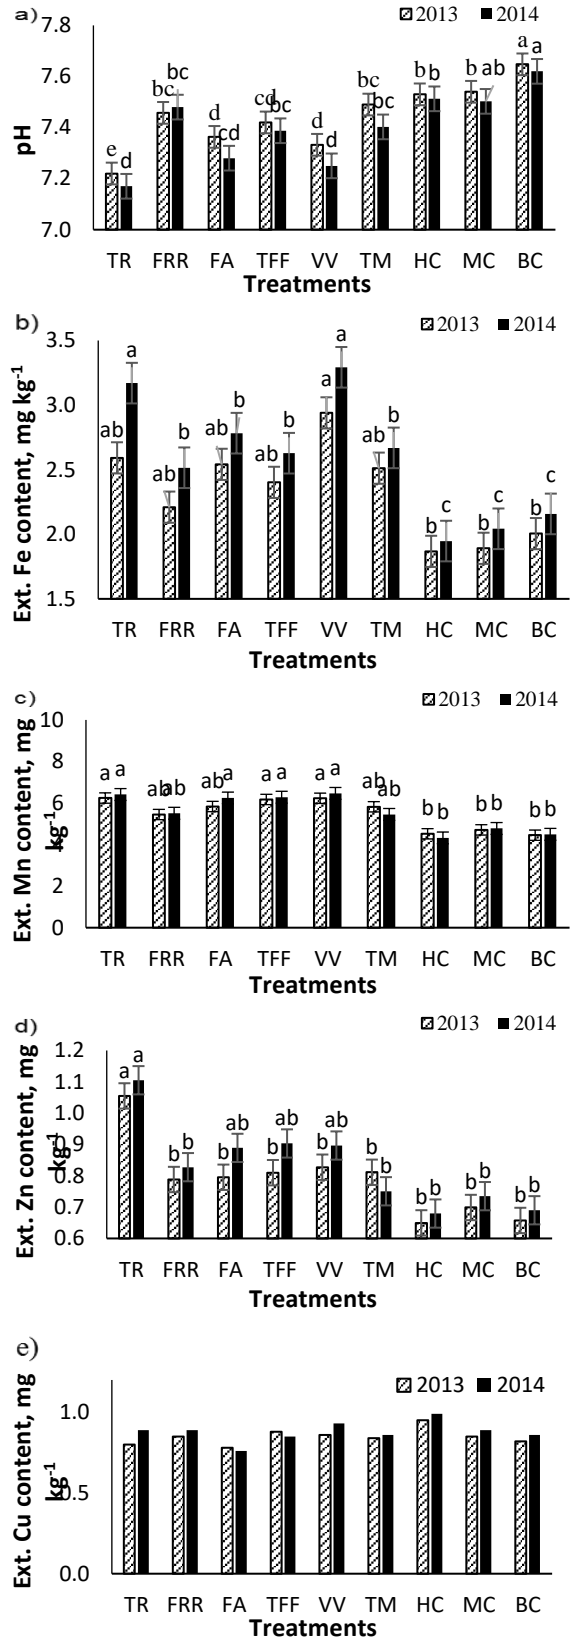 a)
2013 2014
7.8
7.6
7.4
7.2
7.0
pH
e d bc bc d cd cd bc d d bc bc b b b ab a a
TR FRR FA TFF VV TM HC MC BC
Treatments
b)
2013 2014
3.5
3.0
2.5
2.0
1.5
Ext. Fe content, mg kg-1
ab a ab b ab b ab b a a ab b b c b c b c
TR FRR FA TFF VV TM HC MC BC
Treatments
c)
2013 2014
10
8
6
4
2
0
Ext. Mn content, mg
kg-1
a a ab ab ab a a a a a ab ab b b b b b b
TR FRR FA TFF VV TM HC MC BC
Treatments
d)
2013 2014
1.2
1.1
1.0
0.9
0.8
0.7
0.6
Ext. Zn content, mg
kg-1
a a b b b ab b ab b ab b b b b b b b b
TR FRR FA TFF VV TM HC MC BC
Treatments
e)
2013 2014
1.0
0.5
0.0
Ext. Cu content, mg
kg-1
TR FRR FA TFF VV TM HC MC BC
Treatments